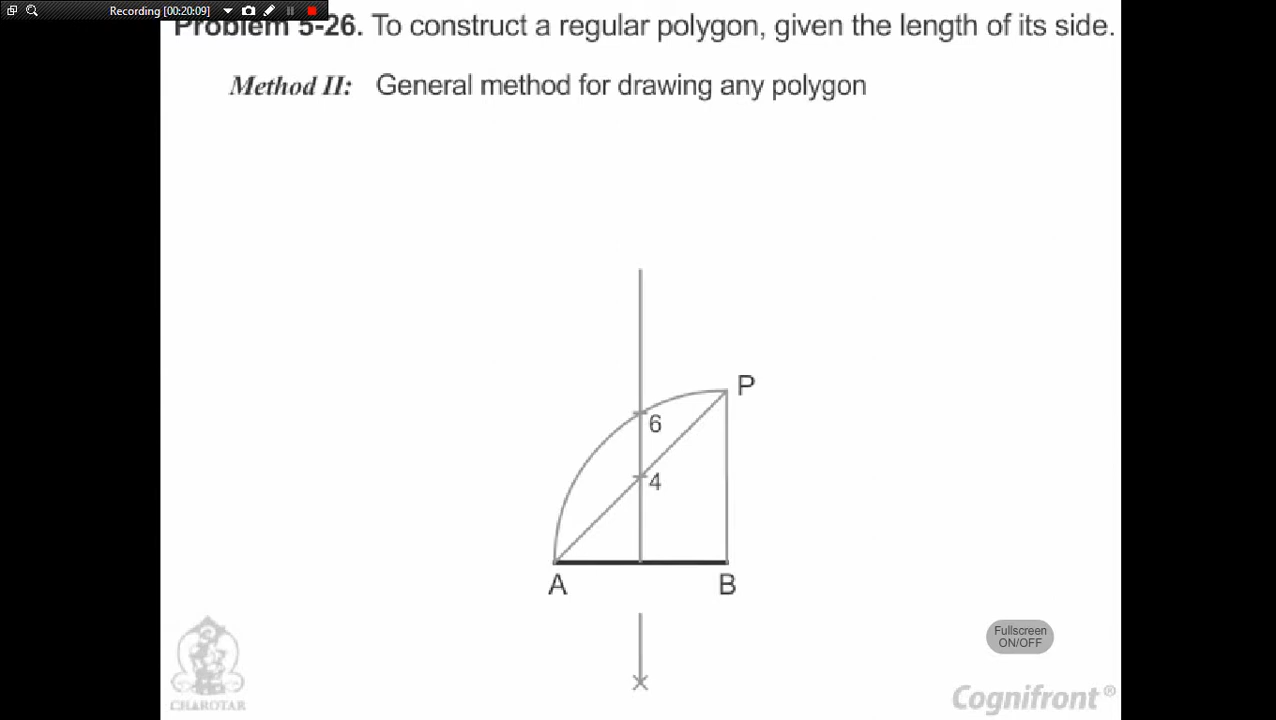 Recording [00:20:09]
Problem 5-26. To construct a regular polygon, given the length of its side.
Method II: General method for drawing any polygon
P
6
4
A B
Fullscreen
ON/OFF
CHAROTAR
Cognifront ®